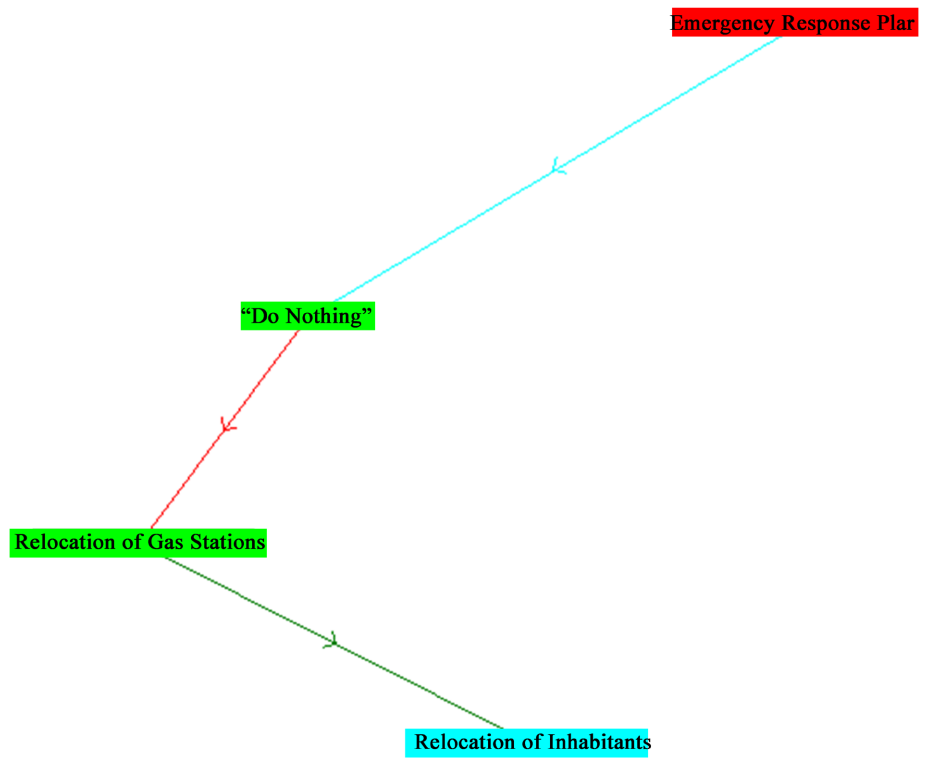 Emergency Response Plar
“Do Nothing”
Relocation of Gas Stations
Relocation of Inhabitants